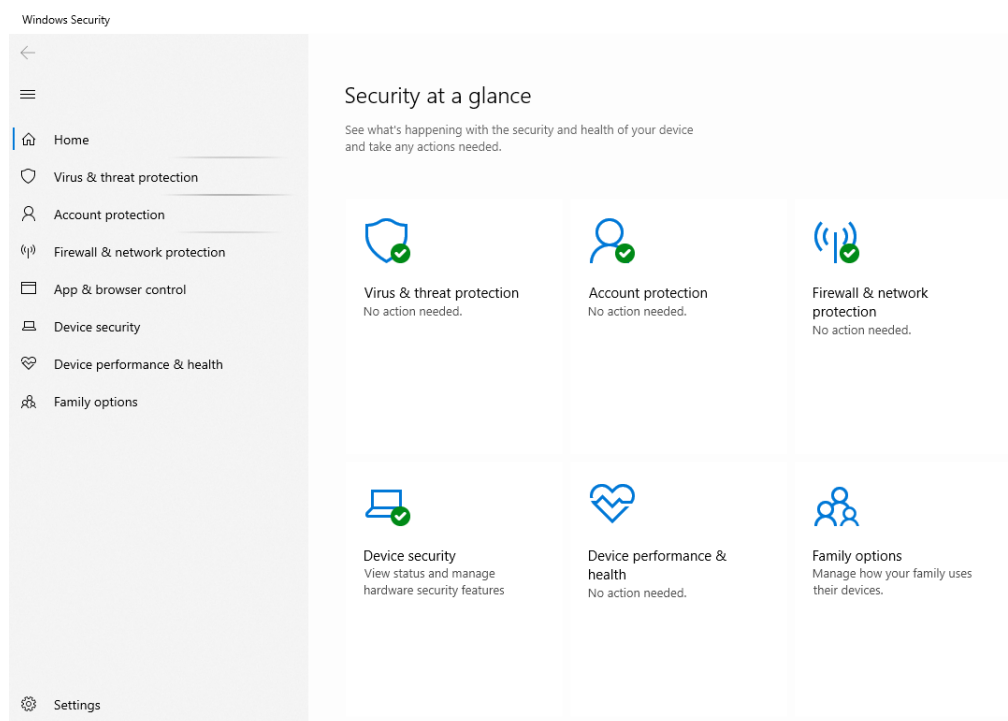 Windows Security
Home
Virus & threat protection
Account protection
Firewall & network protection
App & browser control
Device security
Device performance & health
Family options
Settings
Security at a glance
See what's happening with the security and health of your device
and take any actions needed.
Virus & threat protection
No action needed.
Account protection
No action needed.
Firewall & network
protection
No action needed.
Device security
View status and manage
hardware security features
Device performance &
health
No action needed.
Family options
Manage how your family uses
their devices.